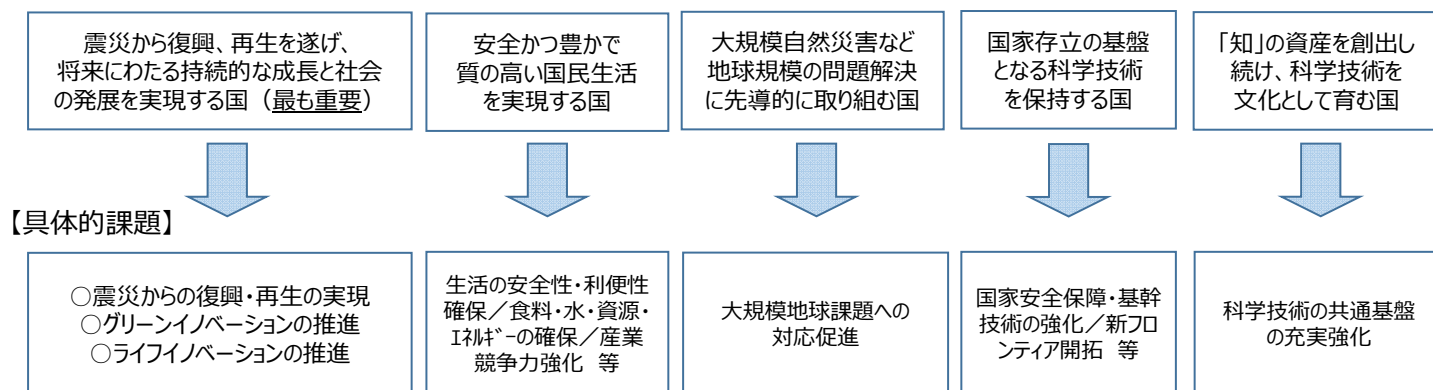 震災から復興、再生を遂げ、
将来にわたる持続的な成長と社会
の発展を実現する国（最も重要）
安全かつ豊かで
質の高い国民生活
を実現する国
大規模自然災害など
地球規模の問題解決
に先導的に取り組む国
国家存立の基盤
となる科学技術
を保持する国
「知」の資産を創出し
続け、科学技術を
文化として育む国
【具体的課題】
○震災からの復興・再生の実現
○グリーンイノベーションの推進
○ライフイノベーションの推進
生活の安全性・利便性
確保／食料・水・資源・
ｴﾈﾙｷﾞｰの確保／産業
競争力強化 等
大規模地球課題への
対応促進
国家安全保障・基幹
技術の強化／新フロ
ンティア開拓 等
科学技術の共通基盤
の充実強化